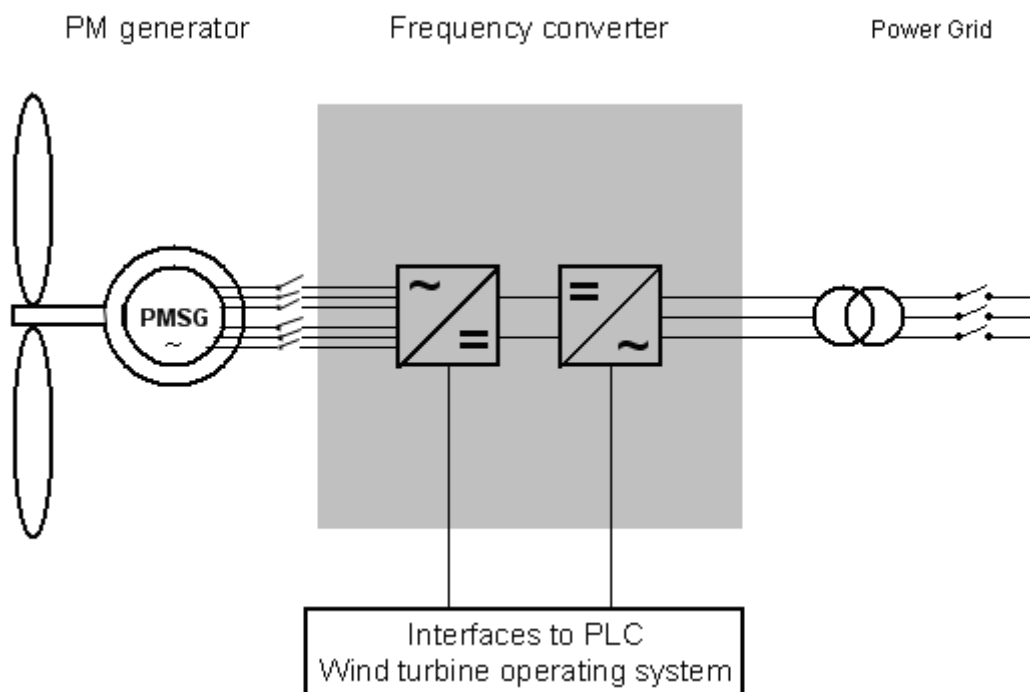 PM generator
Frequency converter
Power Grid
PMSG
~
~
=
=
~
Interfaces to PLC
Wind turbine operating system